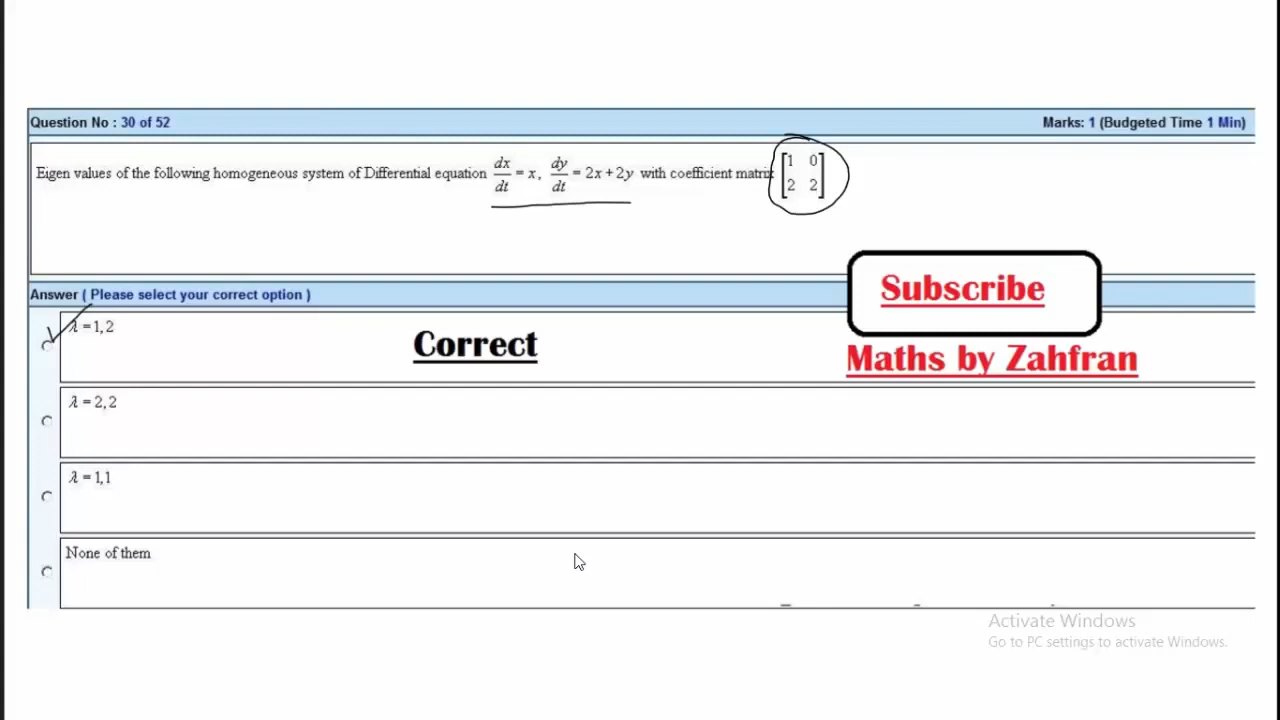 Question No : 30 of 52 Marks: 1 (Budgeted Time 1 Min)
Eigen values of the following homogeneous system of Differential equation dx/dt = x, dy/dt = 2x + 2y with coefficient matrix [1 0; 2 2]
Subscribe
Answer ( Please select your correct option )
λ = 1, 2
Correct
Maths by Zahfran
λ = 2, 2
λ = 1,1
None of them
Activate Windows
Go to PC settings to activate Windows.